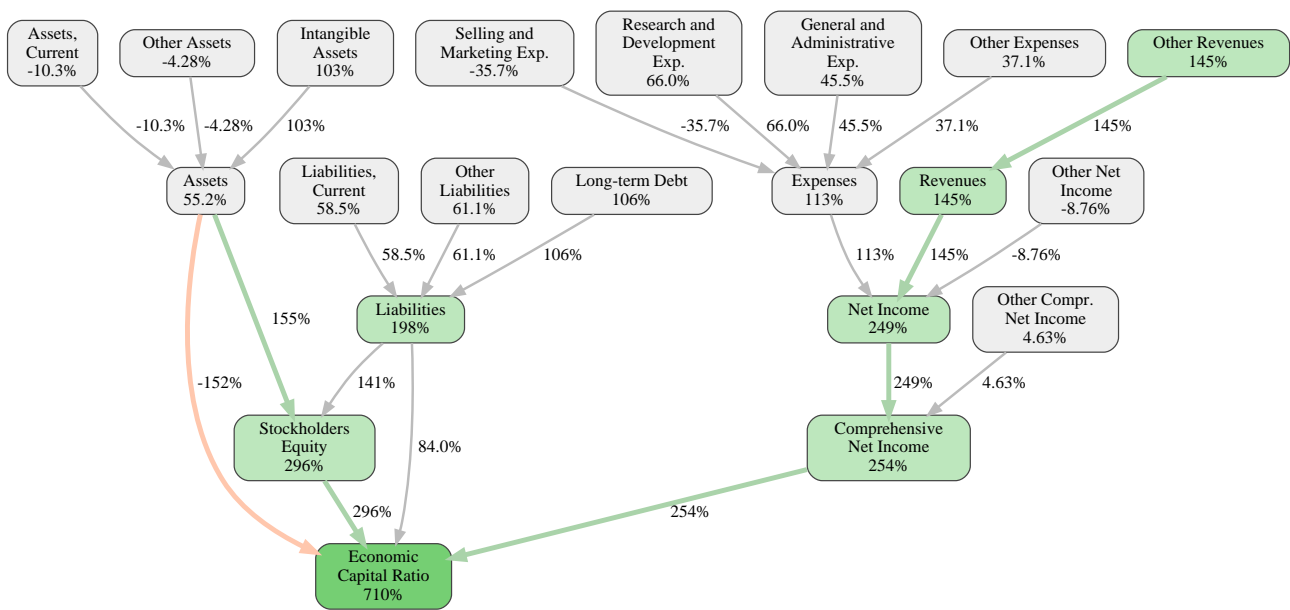 Assets,
Current
-10.3%
Other Assets
-4.28%
Intangible
Assets
103%
Selling and
Marketing Exp.
-35.7%
Research and
Development
Exp.
66.0%
General and
Administrative
Exp.
45.5%
Other Expenses
37.1%
Other Revenues
145%
-10.3%
-4.28%
103%
-35.7%
66.0%
45.5%
37.1%
145%
Assets
55.2%
Liabilities,
Current
58.5%
Other
Liabilities
61.1%
Long-term Debt
106%
Expenses
113%
Revenues
145%
Other Net
Income
-8.76%
58.5%
61.1%
106%
113%
145%
-8.76%
155%
Liabilities
198%
Net Income
249%
Other Compr.
Net Income
4.63%
-152%
141%
249%
4.63%
Stockholders
Equity
296%
84.0%
Comprehensive
Net Income
254%
296%
254%
Economic
Capital Ratio
710%